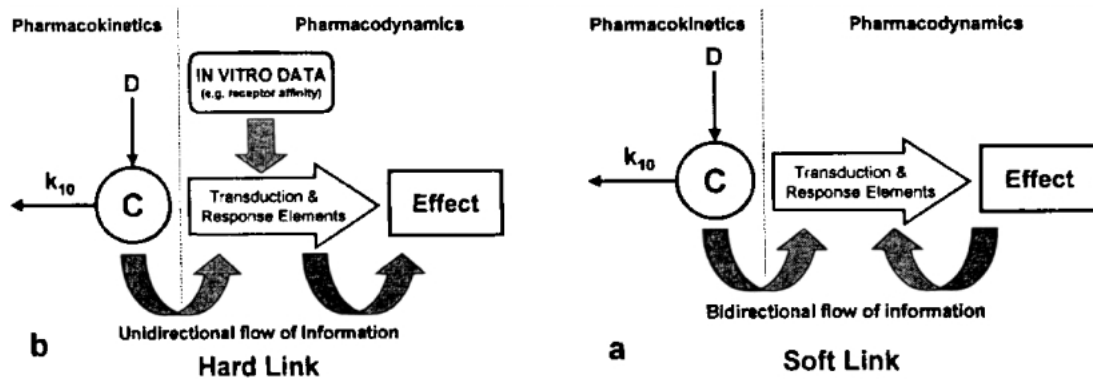 Pharmacokinetics
Pharmacodynamics
D
IN VITRO DATA
(e.g. receptor affinity)
k10
C
Transduction &
Response Elements
Effect
Unidirectional flow of Information
b
Hard Link
Pharmacokinetics
Pharmacodynamics
D
k10
C
Transduction &
Response Elements
Effect
Bidirectional flow of information
a
Soft Link